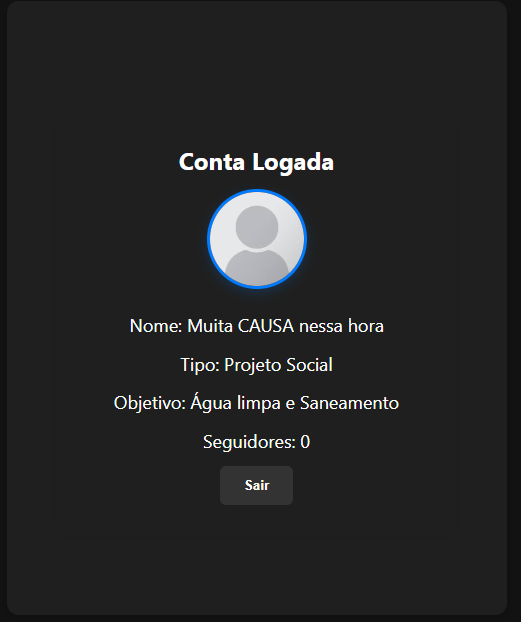 Conta Logada
Nome: Muita CAUSA nessa hora
Tipo: Projeto Social
Objetivo: Água limpa e Saneamento
Seguidores: 0
Sair